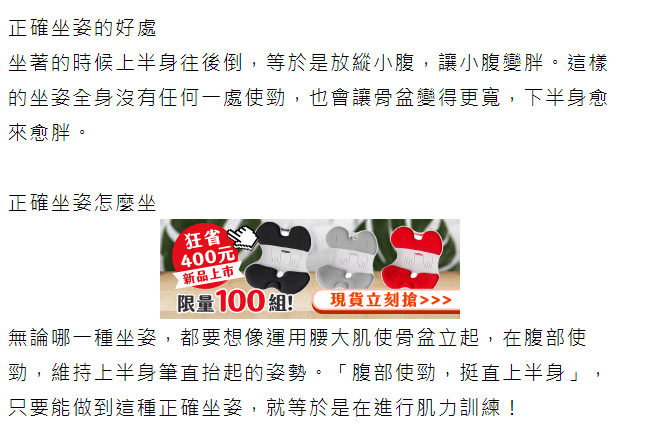 正確坐姿的好處
坐著的時候上半身往後倒，等於是放縱小腹，讓小腹變胖。這樣
的坐姿全身沒有任何一處使勁，也會讓骨盆變得更寬，下半身愈
來愈胖。
正確坐姿怎麼坐
狂省
400元
新品上市
限量100組!
現貨立刻搶>>>
無論哪一種坐姿，都要想像運用腰大肌使骨盆立起，在腹部使
勁，維持上半身筆直抬起的姿勢。「腹部使勁，挺直上半身」，
只要能做到這種正確坐姿，就等於是在進行肌力訓練！